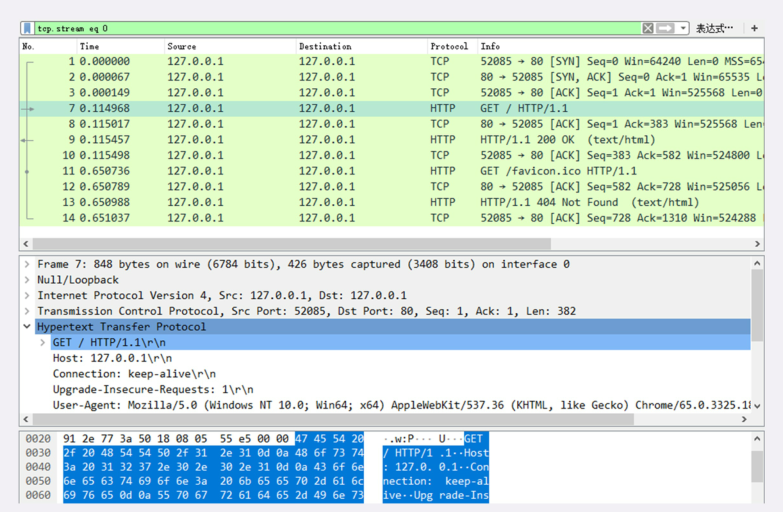 tcp.stream eq 0 表达式… +
No. Time Source Destination Protocol Info
1 0.000000 127.0.0.1 127.0.0.1 TCP 52085 → 80 [SYN] Seq=0 Win=64240 Len=0 MSS=654
2 0.000067 127.0.0.1 127.0.0.1 TCP 80 → 52085 [SYN, ACK] Seq=0 Ack=1 Win=65535 L
3 0.000149 127.0.0.1 127.0.0.1 TCP 52085 → 80 [ACK] Seq=1 Ack=1 Win=525568 Len=0
7 0.114968 127.0.0.1 127.0.0.1 HTTP GET / HTTP/1.1
8 0.115017 127.0.0.1 127.0.0.1 TCP 80 → 52085 [ACK] Seq=1 Ack=383 Win=525568 Len
9 0.115457 127.0.0.1 127.0.0.1 HTTP HTTP/1.1 200 OK (text/html)
10 0.115498 127.0.0.1 127.0.0.1 TCP 52085 → 80 [ACK] Seq=383 Ack=582 Win=524800 L
11 0.650736 127.0.0.1 127.0.0.1 HTTP GET /favicon.ico HTTP/1.1
12 0.650789 127.0.0.1 127.0.0.1 TCP 80 → 52085 [ACK] Seq=582 Ack=728 Win=525056 L
13 0.650988 127.0.0.1 127.0.0.1 HTTP HTTP/1.1 404 Not Found (text/html)
14 0.651037 127.0.0.1 127.0.0.1 TCP 52085 → 80 [ACK] Seq=728 Ack=1310 Win=524288
Frame 7: 848 bytes on wire (6784 bits), 426 bytes captured (3408 bits) on interface 0
Null/Loopback
Internet Protocol Version 4, Src: 127.0.0.1, Dst: 127.0.0.1
Transmission Control Protocol, Src Port: 52085, Dst Port: 80, Seq: 1, Ack: 1, Len: 382
Hypertext Transfer Protocol
GET / HTTP/1.1\r\n
Host: 127.0.0.1\r\n
Connection: keep-alive\r\n
Upgrade-Insecure-Requests: 1\r\n
User-Agent: Mozilla/5.0 (Windows NT 10.0; Win64; x64) AppleWebKit/537.36 (KHTML, like Gecko) Chrome/65.0.3325.18
0020 91 2e 77 3a 50 18 08 05 55 e5 00 00 47 45 54 20 ·.w:P··· U···GET
0030 2f 20 48 54 54 50 2f 31 2e 31 0d 0a 48 6f 73 74 / HTTP/1 .1··Host
0040 3a 20 31 32 37 2e 30 2e 30 2e 31 0d 0a 43 6f 6e : 127.0. 0.1··Con
0050 6e 65 63 74 69 6f 6e 3a 20 6b 65 65 70 2d 61 6c nection: keep-al
0060 69 76 65 0d 0a 55 70 67 72 61 64 65 2d 49 6e 73 ive··Upg rade-Ins